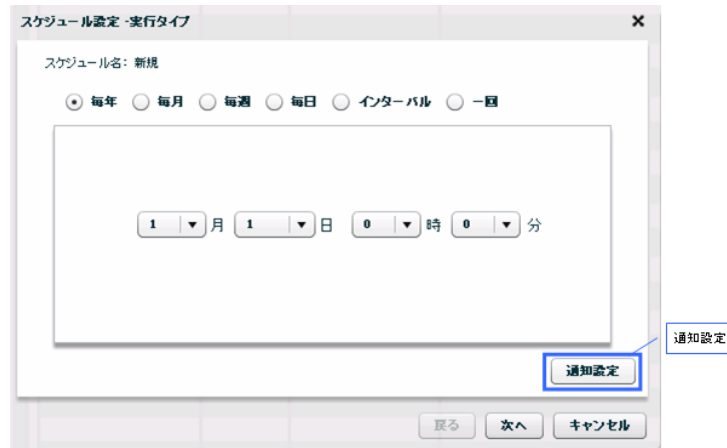 スケジュール設定 -実行タイプ ×
スケジュール名: 新規
毎年 毎月 毎週 毎日 インターバル 一回
1 月 1 日 0 時 0 分
通知設定
通知設定
戻る 次へ キャンセル